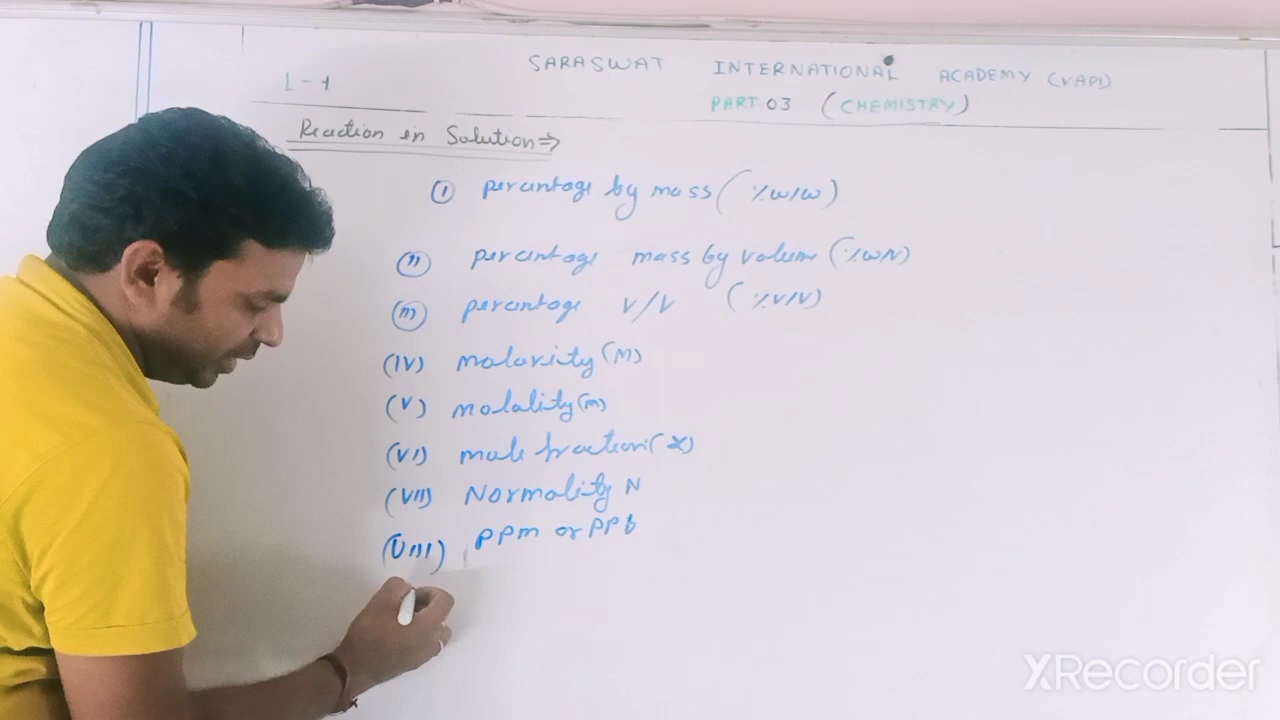 SARASWAT INTERNATIONAL ACADEMY (VAPI)
L-1 PART-03 (CHEMISTRY)
Reaction in Solution ⇒
(I) percentage by mass (%w/w)
(II) percentage mass by volume (%w/V)
(III) percentage V/V (%V/V)
(IV) molarity (M)
(V) molality (m)
(VI) mole fraction (X)
(VII) Normality N
(VIII) PPm or PPb
XRecorder